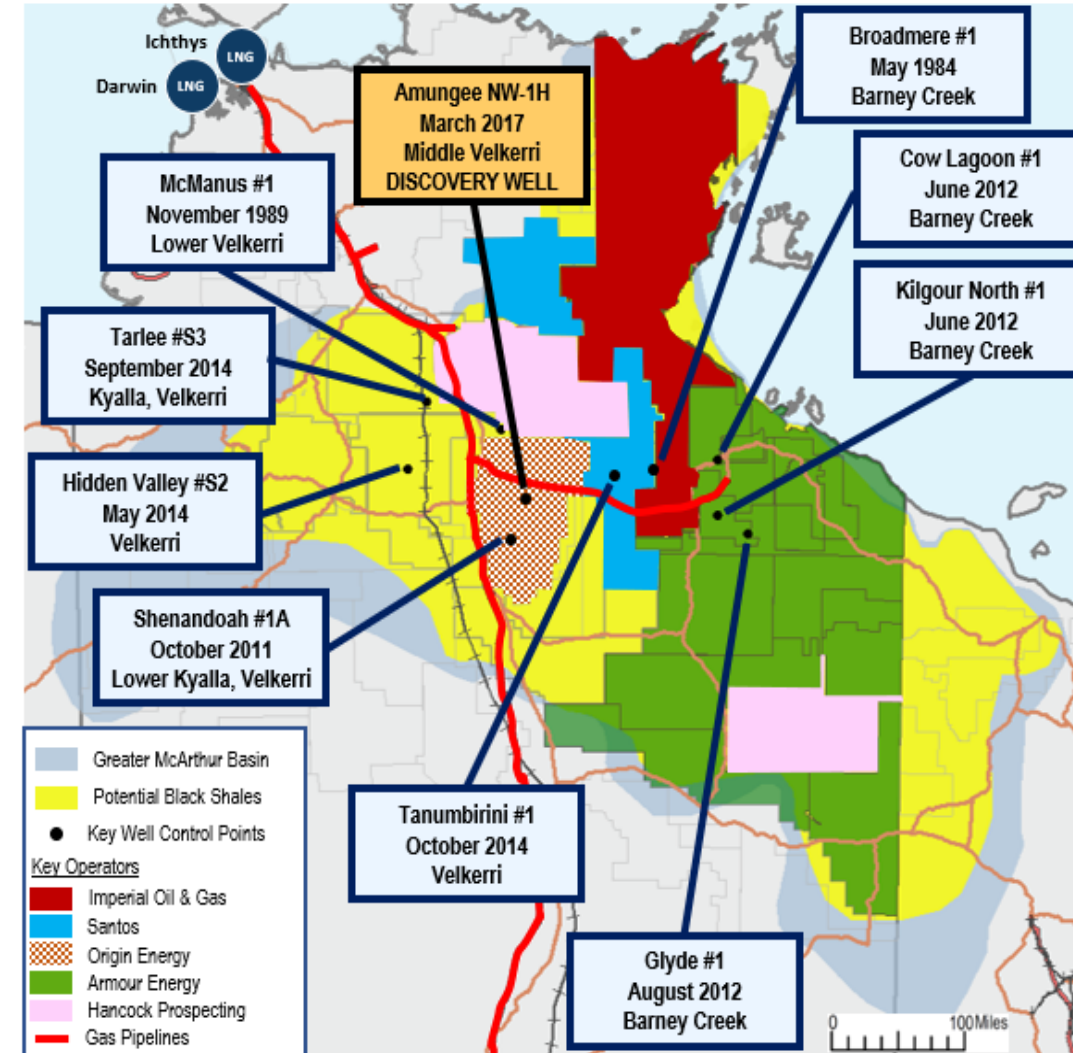 Ichthys
LNG
Darwin
LNG
Amungee NW-1H
March 2017
Middle Velkerri
DISCOVERY WELL
Broadmere #1
May 1984
Barney Creek
McManus #1
November 1989
Lower Velkerri
Cow Lagoon #1
June 2012
Barney Creek
Kilgour North #1
June 2012
Barney Creek
Tarlee #S3
September 2014
Kyalla, Velkerri
Hidden Valley #S2
May 2014
Velkerri
Shenandoah #1A
October 2011
Lower Kyalla, Velkerri
Tanumbirini #1
October 2014
Velkerri
Glyde #1
August 2012
Barney Creek
Greater McArthur Basin
Potential Black Shales
Key Well Control Points
Key Operators
Imperial Oil & Gas
Santos
Origin Energy
Armour Energy
Hancock Prospecting
Gas Pipelines
0 100 Miles